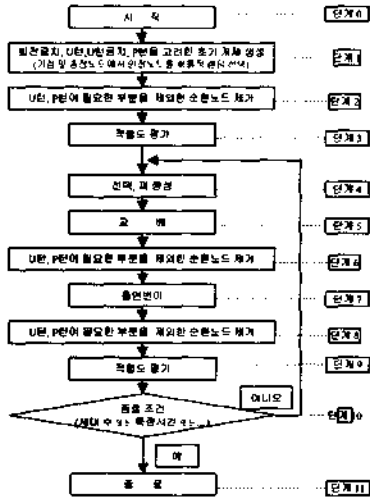 시 작
단계 0
회전금지, U턴, U턴금지, P턴을 고려한 초기 개체 생성
단계 1
U턴, P턴에 필요한 부분을 제외한 순환노드 제거
단계 2
적합도 평가
단계 3
선택, 재 생성
단계 4
교 배
단계 5
U턴, P턴에 필요한 부분을 제외한 순환노드 제거
단계 6
돌연변이
단계 7
U턴, P턴에 필요한 부분을 제외한 순환노드 제거
단계 8
적합도 평가
단계 9
아니오
종료 조건
단계 10
예
종 료
단계 11